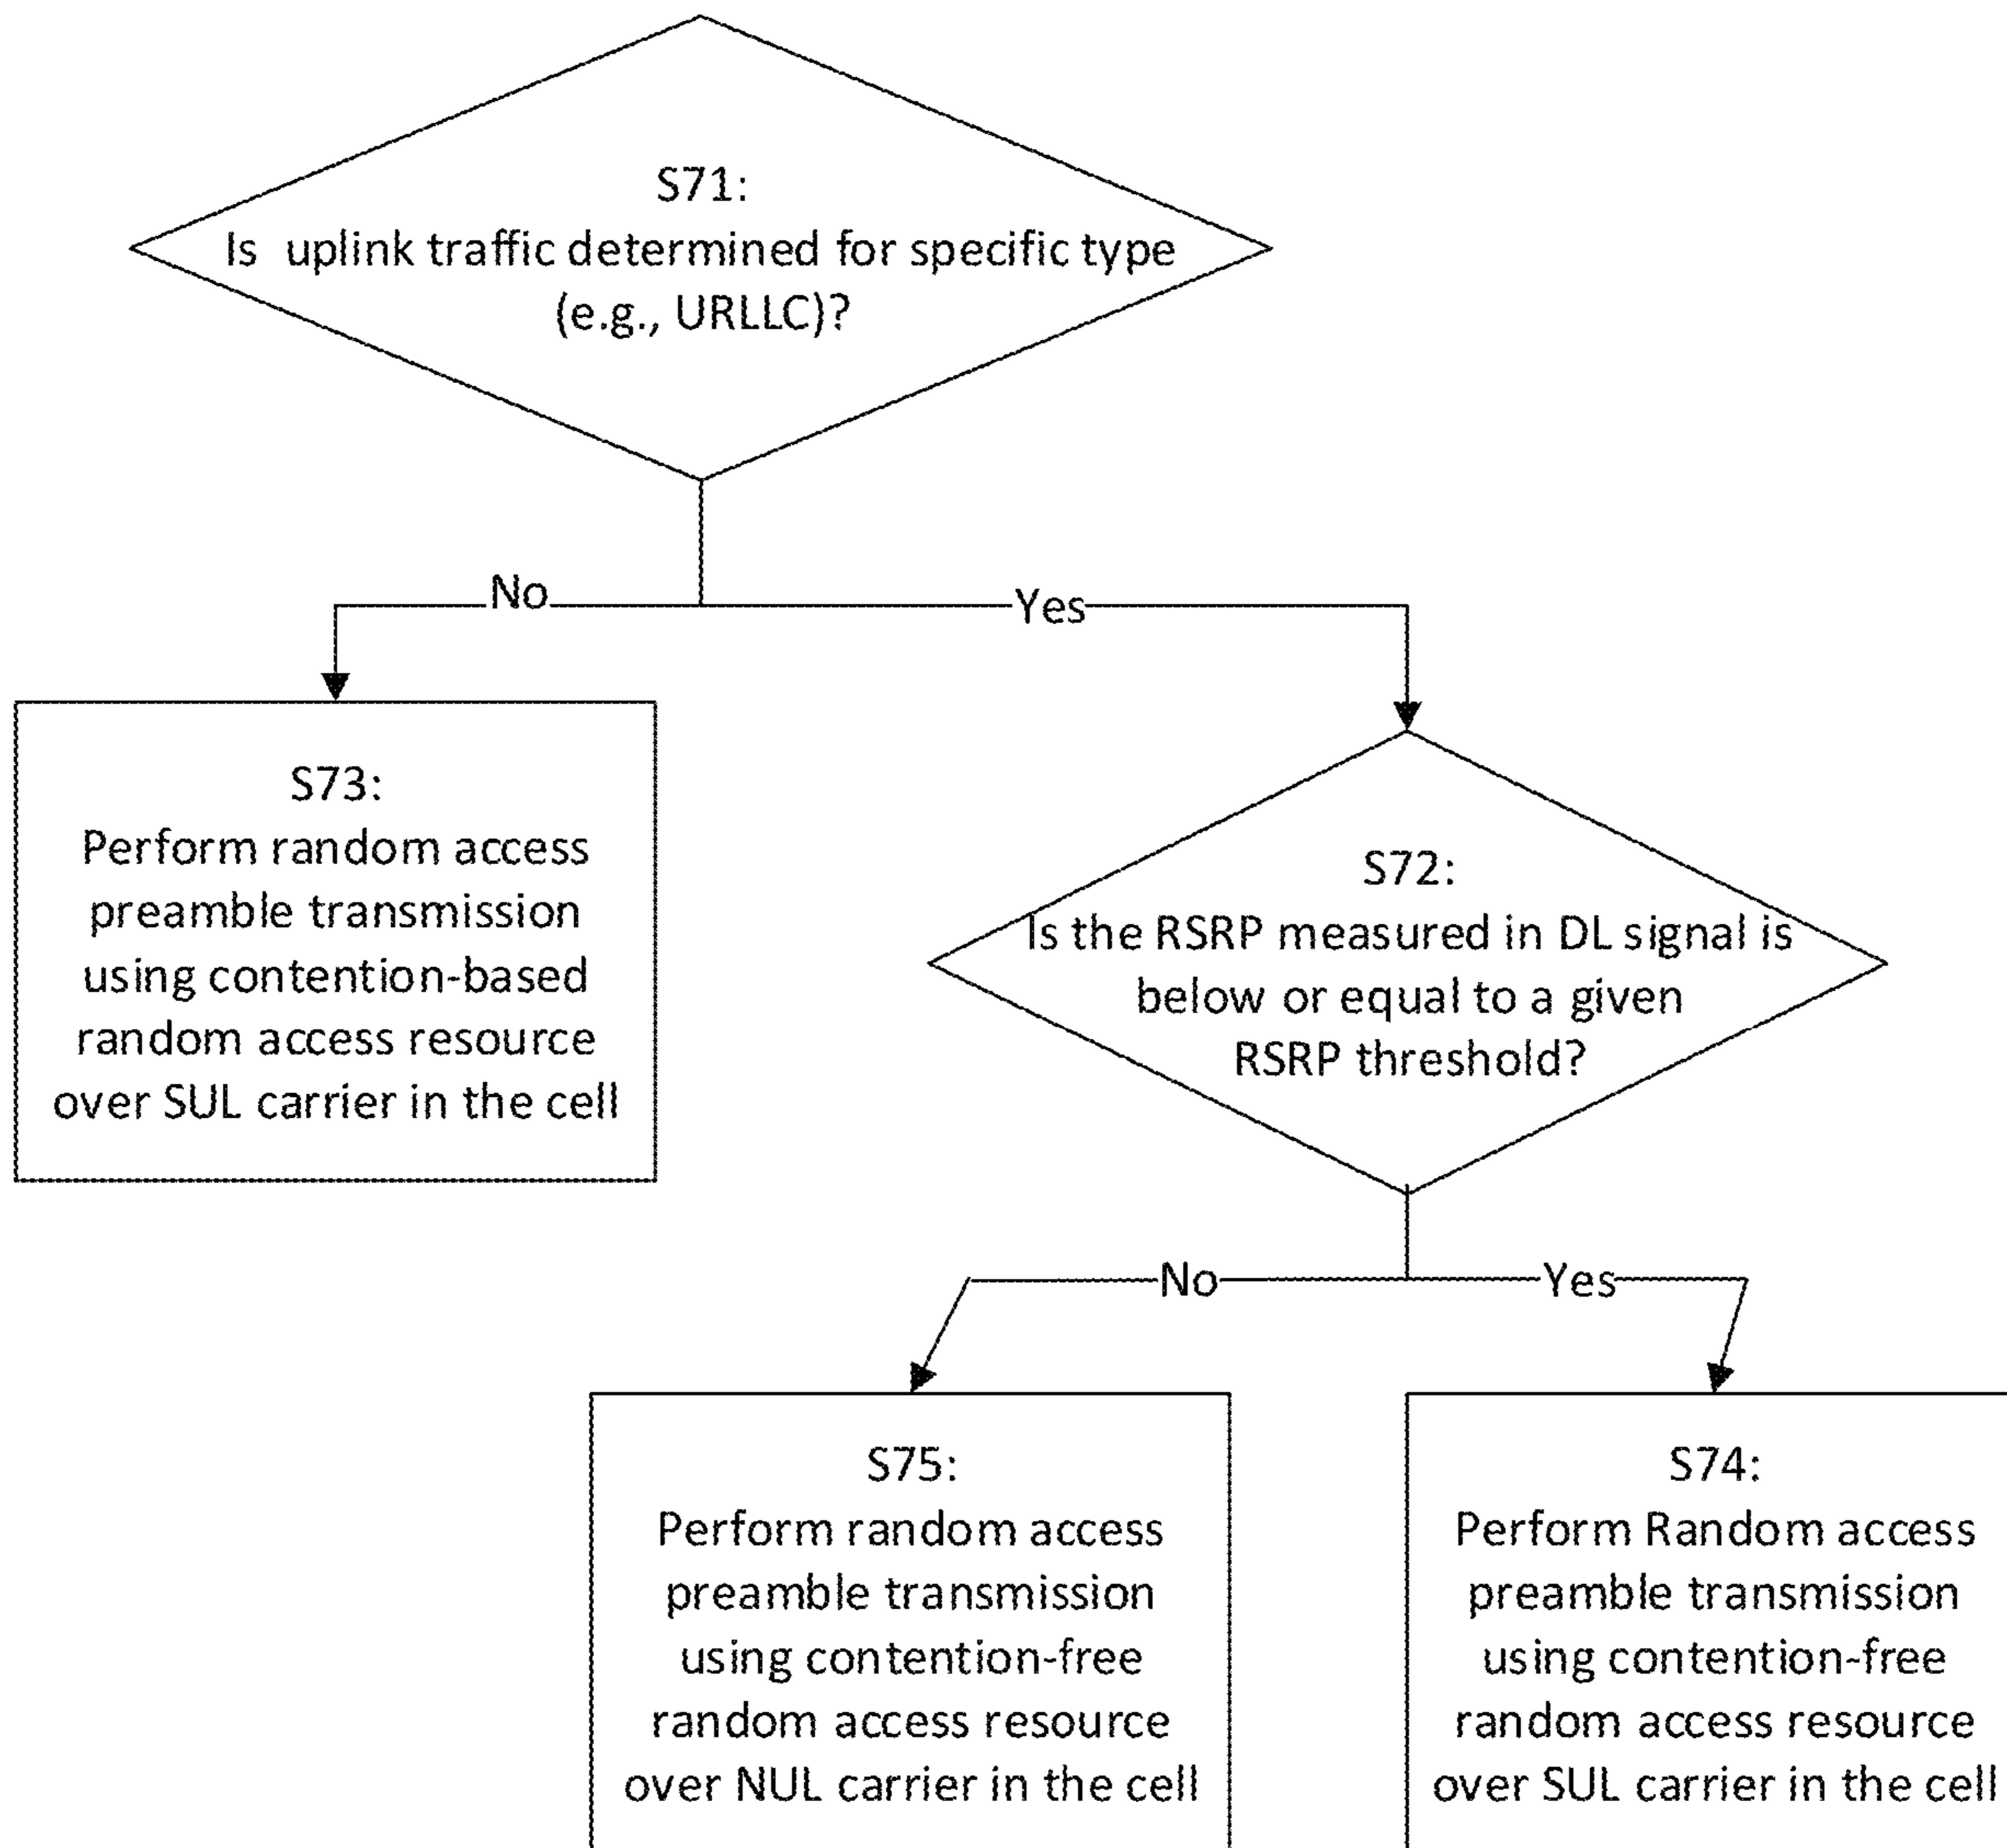 S71:
Is uplink traffic determined for specific type
(e.g., URLLC)?
No
Yes
S73:
Perform random access
preamble transmission
using contention-based
random access resource
over SUL carrier in the cell
S72:
Is the RSRP measured in DL signal is
below or equal to a given
RSRP threshold?
No
Yes
S75:
Perform random access
preamble transmission
using contention-free
random access resource
over NUL carrier in the cell
S74:
Perform Random access
preamble transmission
using contention-free
random access resource
over SUL carrier in the cell